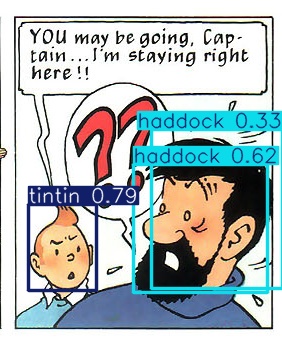 YOU may be going, Cap-
tain...I'm staying right
here!!
??
haddock 0.33
haddock 0.62
tintin 0.79